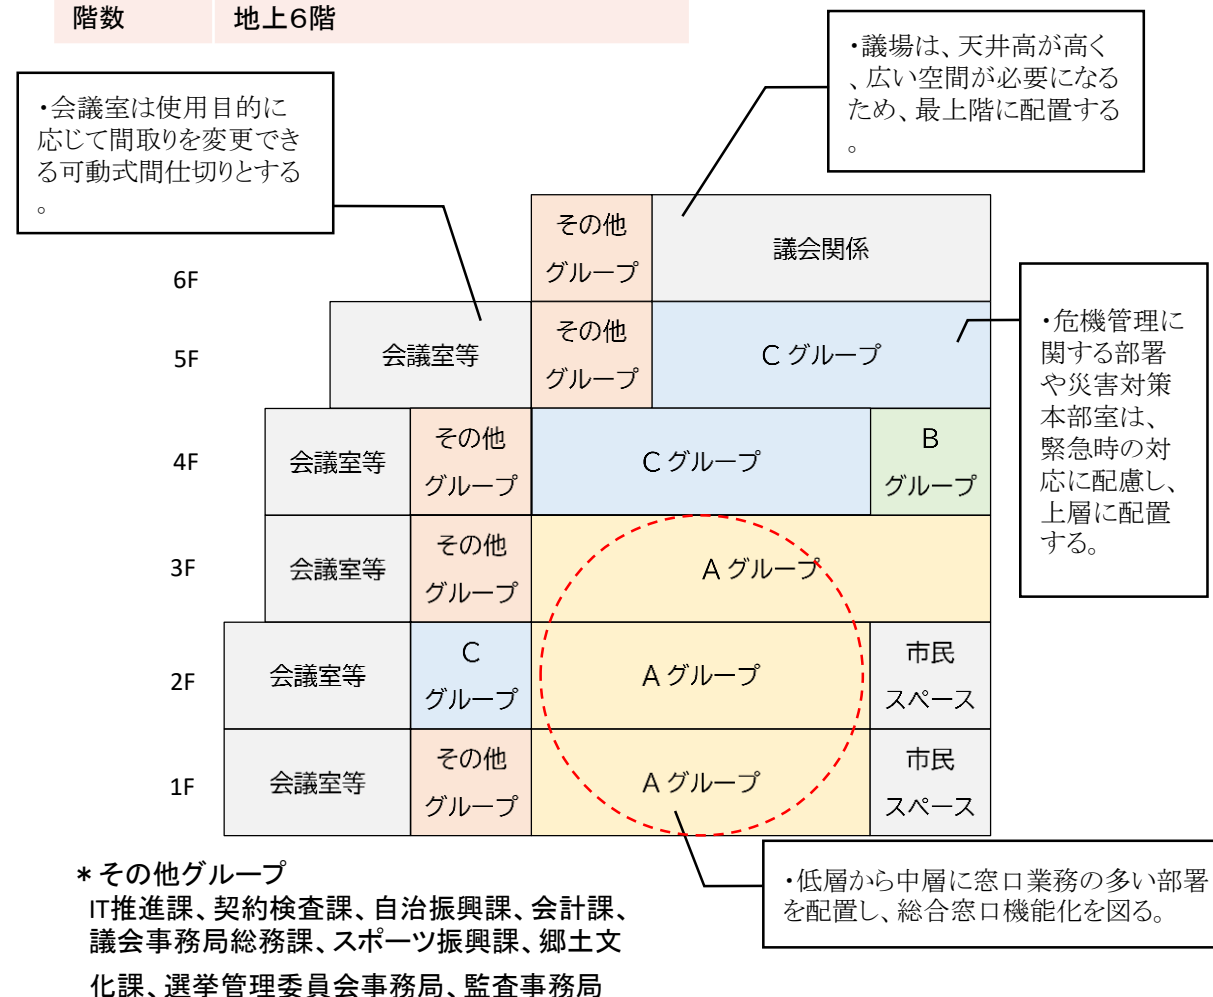 階数 地上6階
・議場は、天井高が高く
、広い空間が必要になる
ため、最上階に配置する
。
・会議室は使用目的に
応じて間取りを変更でき
る可動式間仕切りとする
。
その他
グループ
議会関係
6F
・危機管理に
関する部署
や災害対策
本部室は、
緊急時の対
応に配慮し、
上層に配置
する。
5F
会議室等
その他
グループ
Cグループ
4F
会議室等
その他
グループ
Cグループ
B
グループ
3F
会議室等
その他
グループ
Aグループ
2F
会議室等
C
グループ
Aグループ
市民
スペース
1F
会議室等
その他
グループ
Aグループ
市民
スペース
・低層から中層に窓口業務の多い部署
を配置し、総合窓口機能化を図る。
＊その他グループ
IT推進課、契約検査課、自治振興課、会計課、
議会事務局総務課、スポーツ振興課、郷土文
化課、選挙管理委員会事務局、監査事務局